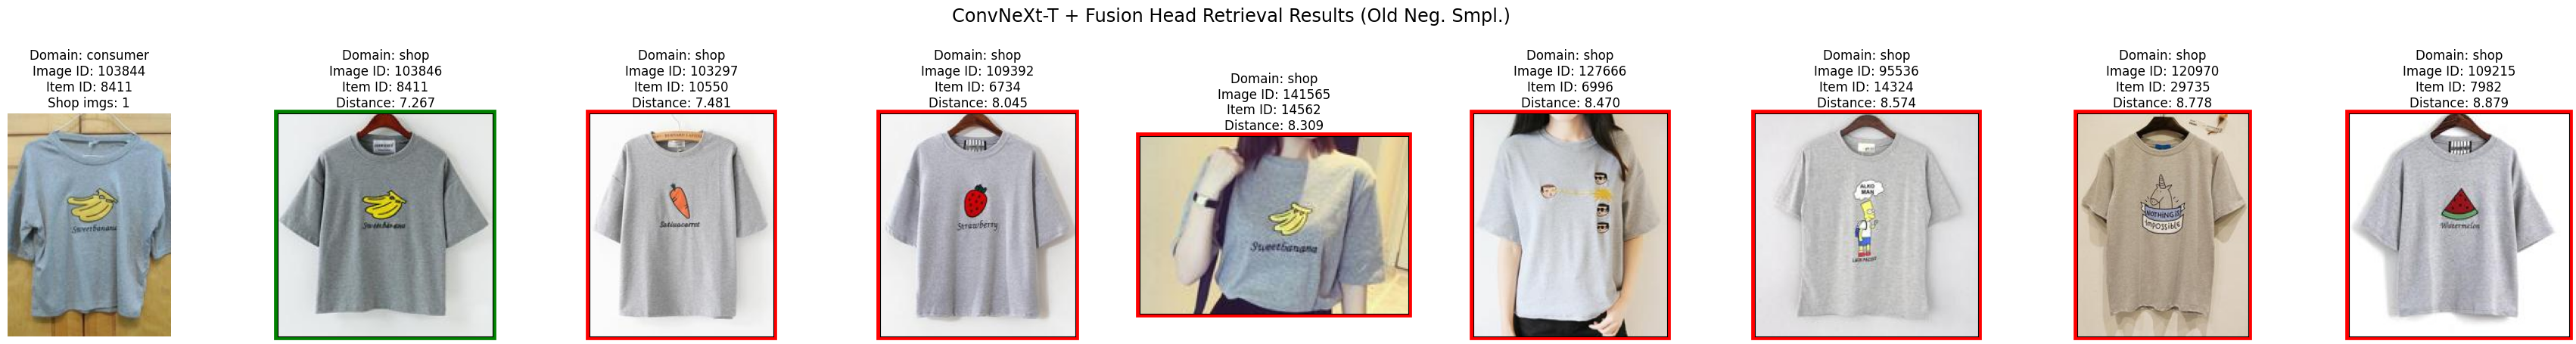 ConvNeXt-T + Fusion Head Retrieval Results (Old Neg. Smpl.)
Domain: consumer
Image ID: 103844
Item ID: 8411
Shop imgs: 1
Sweetbanana
Domain: shop
Image ID: 103846
Item ID: 8411
Distance: 7.267
Sweetbanana
Domain: shop
Image ID: 103297
Item ID: 10550
Distance: 7.481
Satinacarrot
Domain: shop
Image ID: 109392
Item ID: 6734
Distance: 8.045
Strawberry
Domain: shop
Image ID: 141565
Item ID: 14562
Distance: 8.309
Sweetbanana
Domain: shop
Image ID: 127666
Item ID: 6996
Distance: 8.470
Domain: shop
Image ID: 95536
Item ID: 14324
Distance: 8.574
ALKO
MAN
Domain: shop
Image ID: 120970
Item ID: 29735
Distance: 8.778
NOTHING IS
impossible
Domain: shop
Image ID: 109215
Item ID: 7982
Distance: 8.879
Watermelon